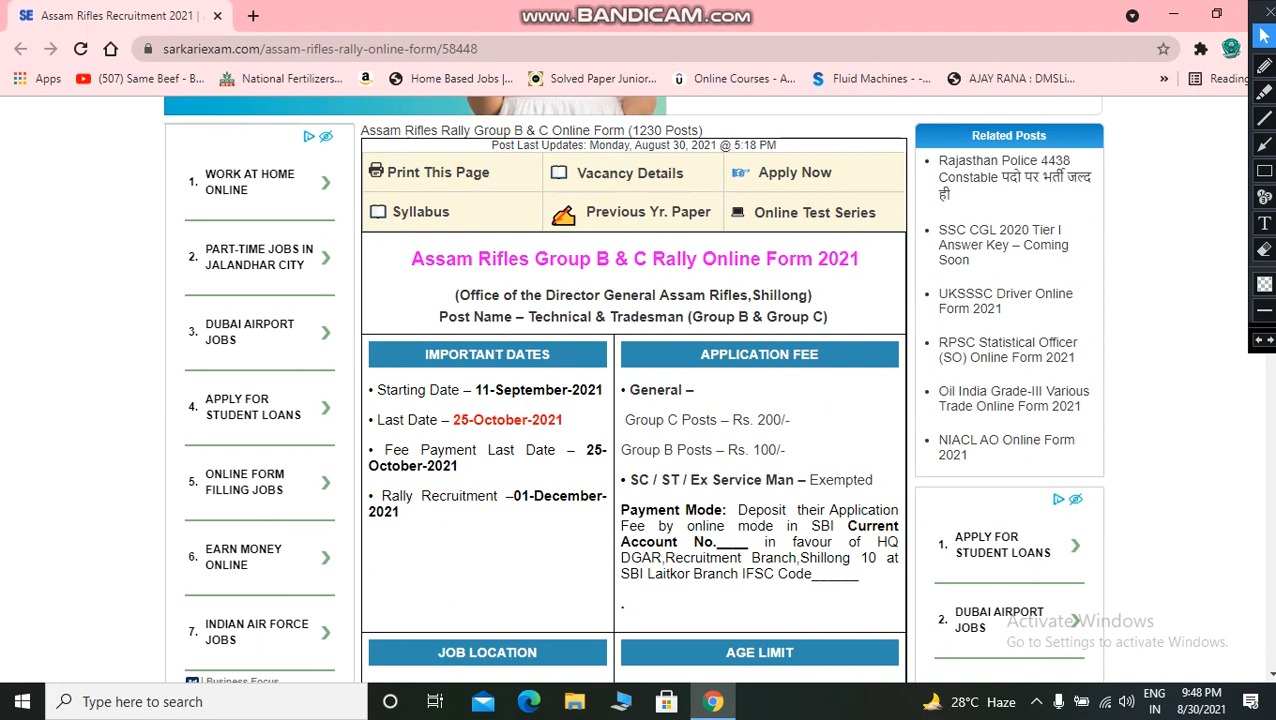 www.BANDICAM.com
SE Assam Rifles Recruitment 2021 |
sarkariexam.com/assam-rifles-rally-online-form/58448
Apps
(507) Same Beef - B...
National Fertilizers...
Home Based Jobs |...
Solved Paper Junior...
Online Courses - A...
Fluid Machines - -...
AJAY RANA : DMSLi...
Reading
Assam Rifles Rally Group B & C Online Form (1230 Posts)
Post Last Updates: Monday, August 30, 2021 @ 5:18 PM
Print This Page
Vacancy Details
Apply Now
Syllabus
Previous Yr. Paper
Online Test Series
Assam Rifles Group B & C Rally Online Form 2021
(Office of the Director General Assam Rifles,Shillong)
Post Name – Technical & Tradesman (Group B & Group C)
IMPORTANT DATES
• Starting Date – 11-September-2021
• Last Date – 25-October-2021
• Fee Payment Last Date – 25-
October-2021
• Rally Recruitment –01-December-
2021
APPLICATION FEE
• General –
Group C Posts – Rs. 200/-
Group B Posts – Rs. 100/-
• SC / ST / Ex Service Man – Exempted
Payment Mode: Deposit their Application
Fee by online mode in SBI Current
Account No.____ in favour of HQ
DGAR,Recruitment Branch,Shillong 10 at
SBI Laitkor Branch IFSC Code______
.
JOB LOCATION
AGE LIMIT
1. WORK AT HOME
ONLINE
2. PART-TIME JOBS IN
JALANDHAR CITY
3. DUBAI AIRPORT
JOBS
4. APPLY FOR
STUDENT LOANS
5. ONLINE FORM
FILLING JOBS
6. EARN MONEY
ONLINE
7. INDIAN AIR FORCE
JOBS
Ad | Business Focus
Related Posts
• Rajasthan Police 4438
Constable पदो पर भर्ती जल्द
ही
• SSC CGL 2020 Tier I
Answer Key – Coming
Soon
• UKSSSC Driver Online
Form 2021
• RPSC Statistical Officer
(SO) Online Form 2021
• Oil India Grade-III Various
Trade Online Form 2021
• NIACL AO Online Form
2021
1. APPLY FOR
STUDENT LOANS
2. DUBAI AIRPORT
JOBS
Activate Windows
Go to Settings to activate Windows.
Type here to search
28°C Haze
ENG
IN
9:48 PM
8/30/2021